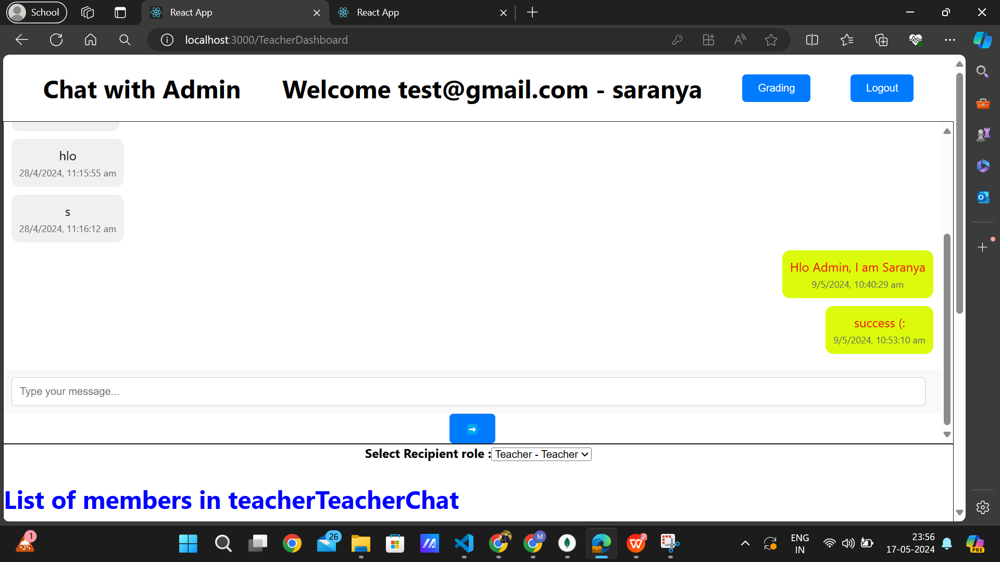 School
React App
React App
localhost:3000/TeacherDashboard
Chat with Admin
Welcome test@gmail.com - saranya
Grading
Logout
hlo
28/4/2024, 11:15:55 am
s
28/4/2024, 11:16:12 am
Hlo Admin, I am Saranya
9/5/2024, 10:40:29 am
success (:
9/5/2024, 10:53:10 am
Type your message...
Select Recipient role :
Teacher - Teacher
List of members in teacherTeacherChat
1
26
M
ENG
IN
23:56
17-05-2024
PRE